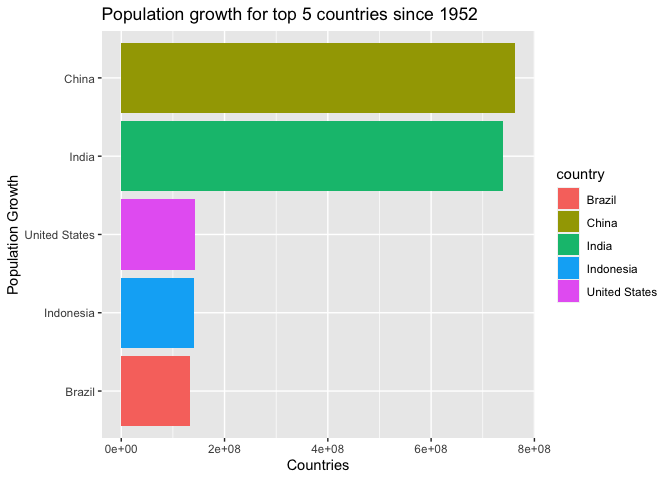 Population growth for top 5 countries since 1952
Population Growth
China
India
United States
Indonesia
Brazil
0e+00
2e+08
4e+08
6e+08
8e+08
Countries
country
Brazil
China
India
Indonesia
United States